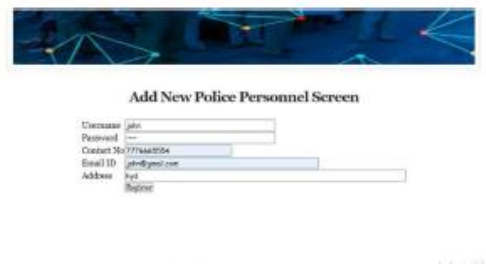 Add New Police Personnel Screen
Username john
Password ····
Contact No 7776665554
Email ID john@gmail.com
Address hyd
Register